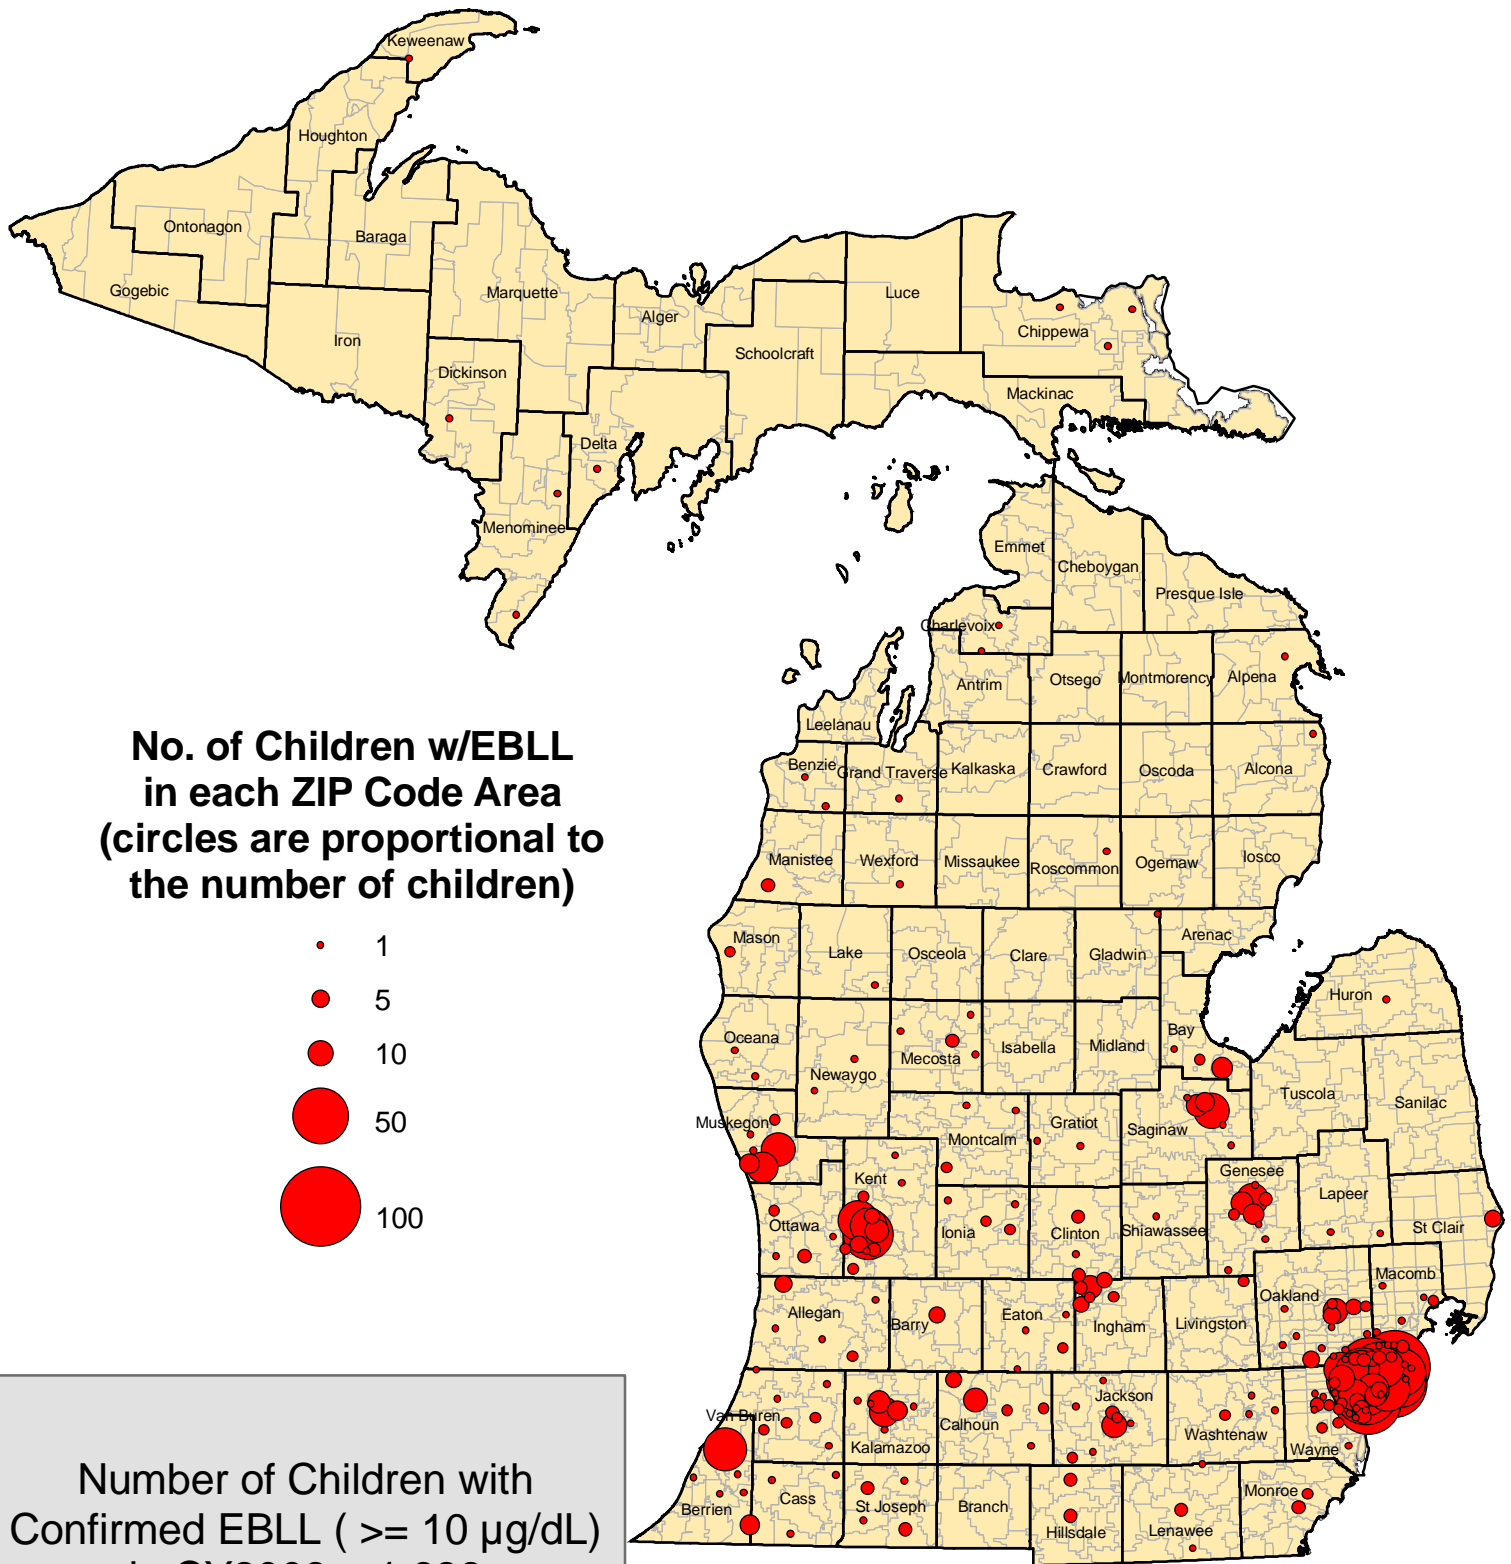 Keweenaw
Houghton
Ontonagon
Baraga
Gogebic
Marquette
Luce
Alger
Chippewa
Iron
Schoolcraft
Dickinson
Mackinac
Delta
Menominee
Emmet
Cheboygan
Presque Isle
Charlevoix
Antrim
Otsego
Montmorency
Alpena
Leelanau
No. of Children w/EBLL
in each ZIP Code Area
(circles are proportional to
the number of children)
1
5
10
50
100
Benzie
Grand Traverse
Kalkaska
Crawford
Oscoda
Alcona
Manistee
Wexford
Missaukee
Roscommon
Ogemaw
Iosco
Mason
Lake
Osceola
Clare
Gladwin
Arenac
Huron
Oceana
Newaygo
Mecosta
Isabella
Midland
Bay
Tuscola
Sanilac
Muskegon
Montcalm
Gratiot
Saginaw
Kent
Genesee
Lapeer
Ottawa
Ionia
Clinton
Shiawassee
St Clair
Macomb
Oakland
Allegan
Barry
Eaton
Ingham
Livingston
Van Buren
Kalamazoo
Calhoun
Jackson
Washtenaw
Wayne
Berrien
Cass
St Joseph
Branch
Hillsdale
Lenawee
Monroe
Number of Children with
Confirmed EBLL ( >= 10 µg/dL)